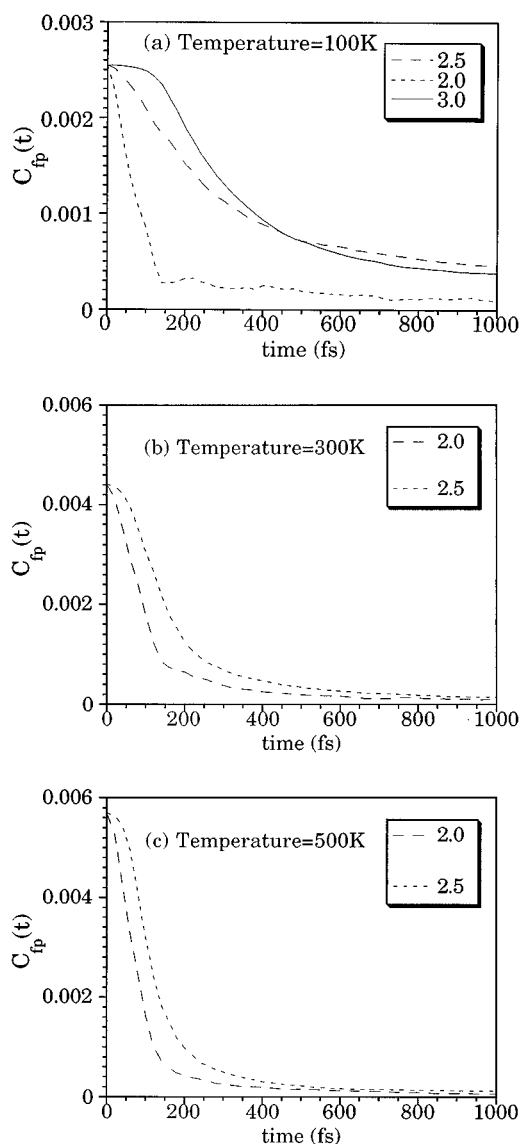 0.003
(a) Temperature=100K
2.5
2.0
3.0
0.002
0.001
0
C_fp(t)
0 200 400 600 800 1000
time (fs)
0.006
(b) Temperature=300K
2.0
2.5
0.004
0.002
0
C_fp(t)
0 200 400 600 800 1000
time (fs)
0.006
(c) Temperature=500K
2.0
2.5
0.004
0.002
0
C_fp(t)
0 200 400 600 800 1000
time (fs)